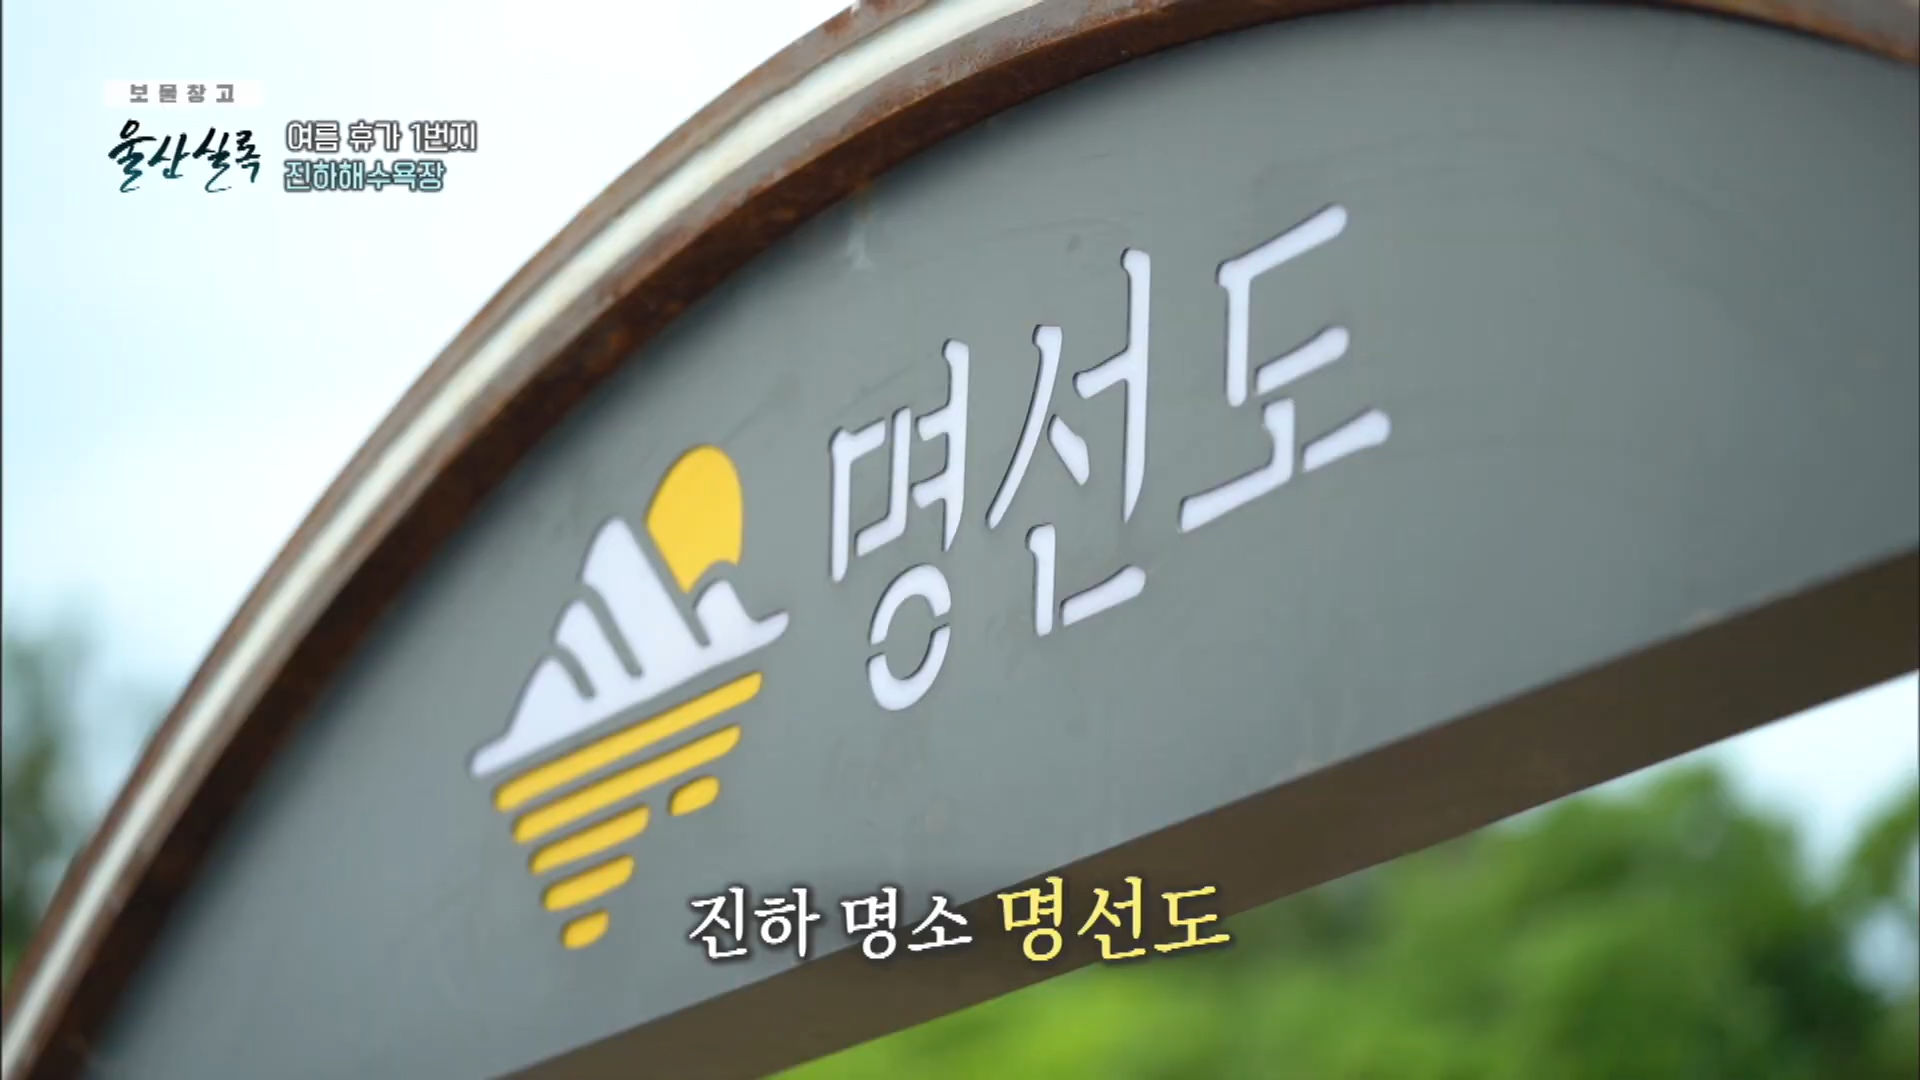 보물창고
울산실록
여름 휴가 1번지
진하해수욕장
명선도
진하 명소 명선도